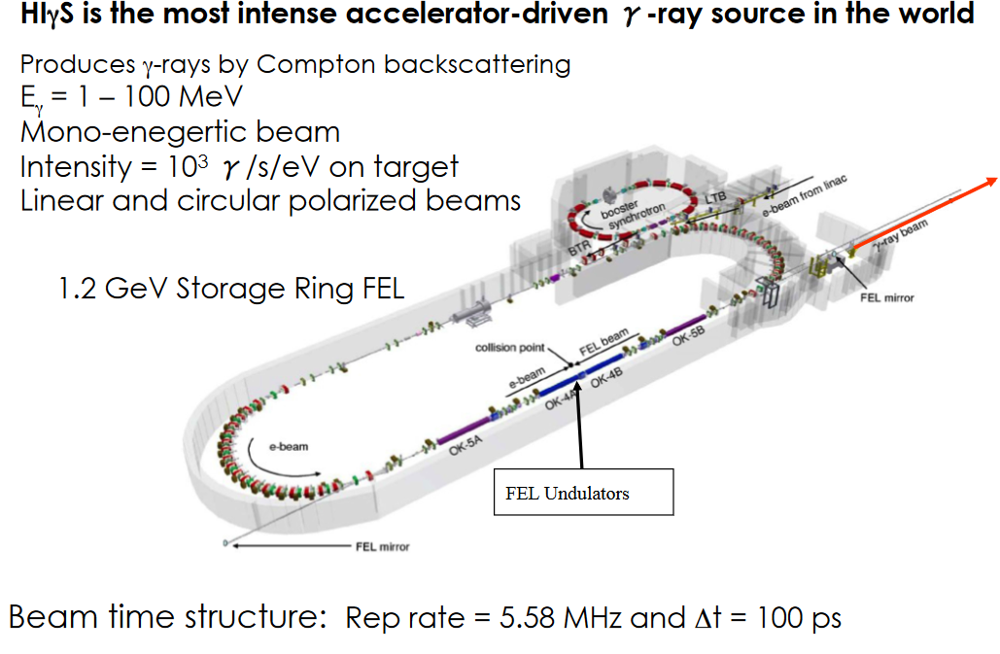 HIγS is the most intense accelerator-driven γ-ray source in the world
Produces γ-rays by Compton backscattering
Eγ = 1 – 100 MeV
Mono-enegertic beam
Intensity = 10³ γ/s/eV on target
Linear and circular polarized beams
1.2 GeV Storage Ring FEL
booster
synchrotron
LTB
e-beam from linac
BTR
γ-ray beam
FEL mirror
collision point
FEL beam
OK-5B
e-beam
OK-4B
OK-4A
OK-5A
e-beam
FEL Undulators
FEL mirror
Beam time structure: Rep rate = 5.58 MHz and Δt = 100 ps